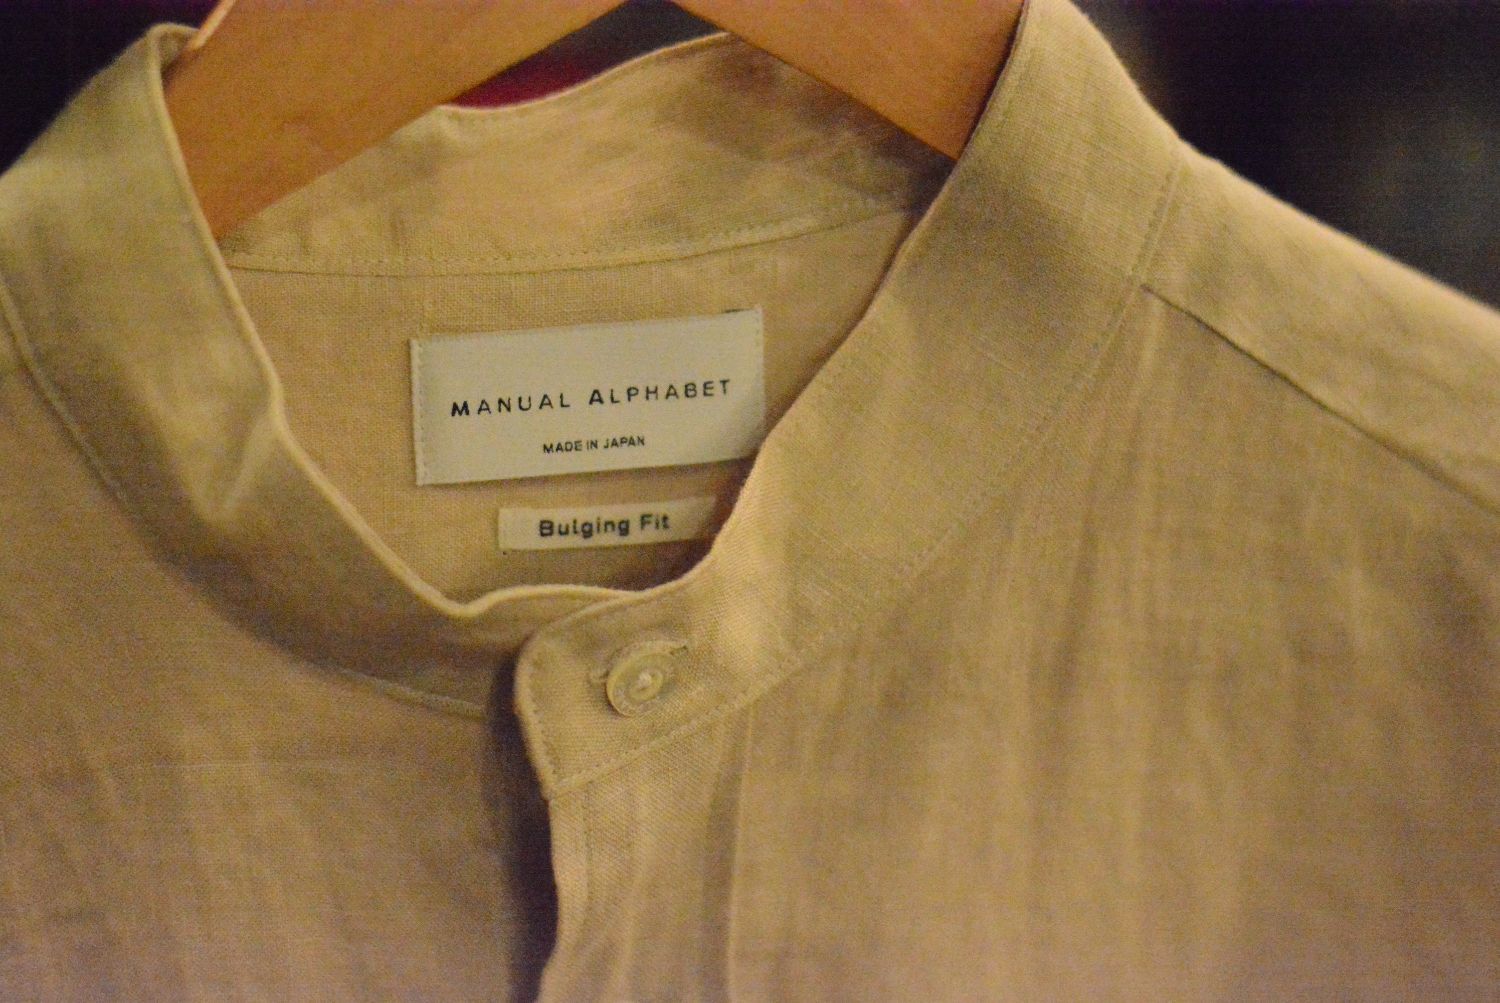 MANUAL ALPHABET
MADE IN JAPAN
Bulging Fit